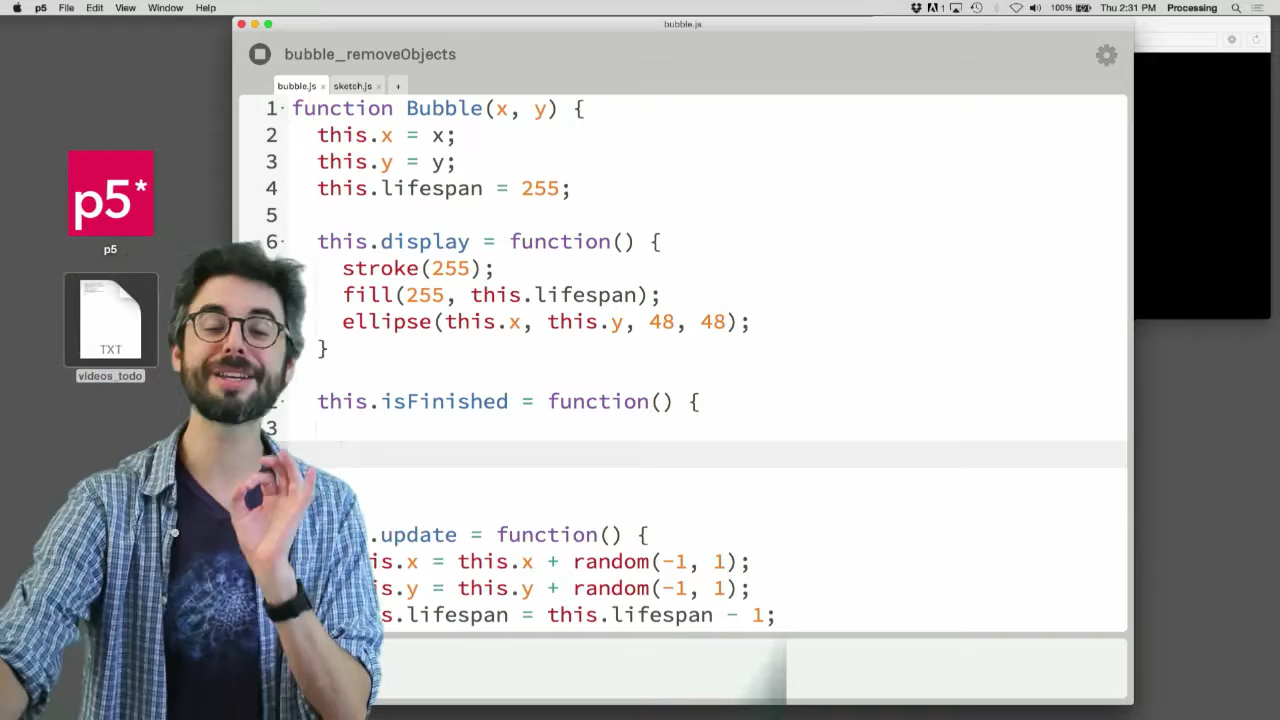 p5 File Edit View Window Help
1 100% Thu 2:31 PM Processing
bubble.js
bubble_removeObjects
bubble.js × sketch.js × +
1 function Bubble(x, y) {
2 this.x = x;
3 this.y = y;
4 this.lifespan = 255;
5
6 this.display = function() {
stroke(255);
fill(255, this.lifespan);
ellipse(this.x, this.y, 48, 48);
}
this.isFinished = function() {
3
.update = function() {
is.x = this.x + random(-1, 1);
is.y = this.y + random(-1, 1);
s.lifespan = this.lifespan - 1;
p5*
p5
TXT
videos_todo